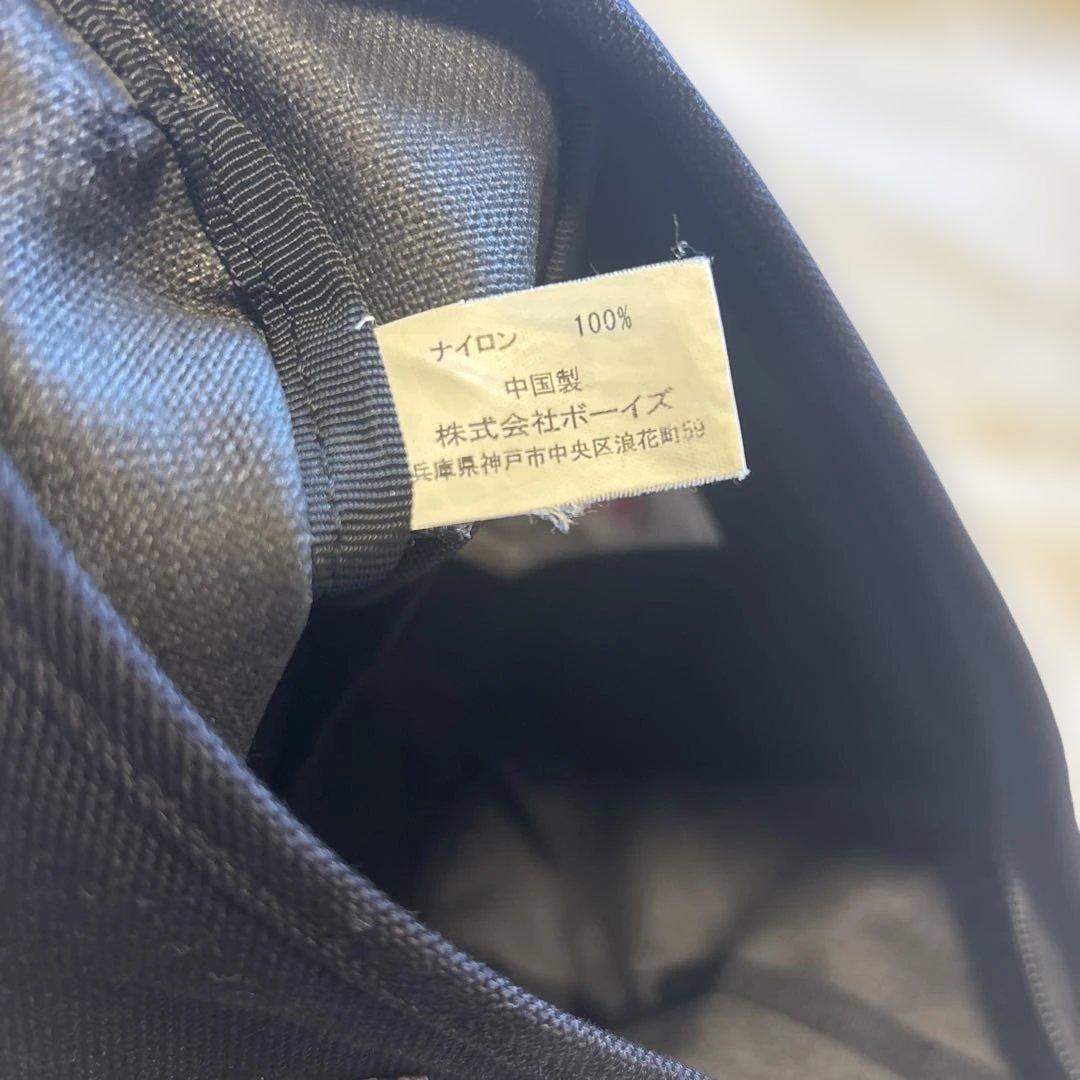 ナイロン 100%
中国製
株式会社ボーイズ
兵庫県神戸市中央区浪花町59